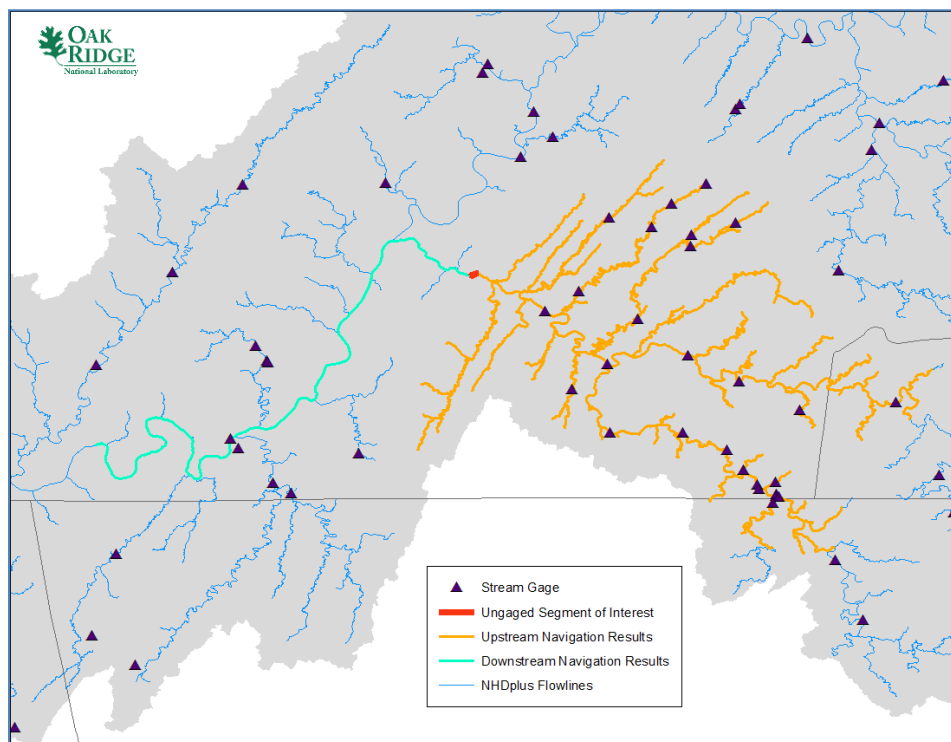 OAK
RIDGE
National Laboratory
Stream Gage
Ungaged Segment of Interest
Upstream Navigation Results
Downstream Navigation Results
NHDplus Flowlines